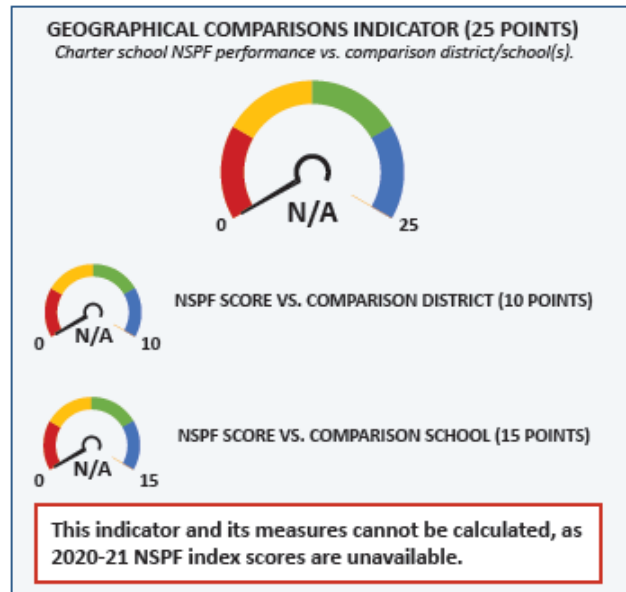 GEOGRAPHICAL COMPARISONS INDICATOR (25 POINTS)
Charter school NSPF performance vs. comparison district/school(s).
N/A
0
25
NSPF SCORE VS. COMPARISON DISTRICT (10 POINTS)
N/A
0
10
NSPF SCORE VS. COMPARISON SCHOOL (15 POINTS)
N/A
0
15
This indicator and its measures cannot be calculated, as
2020-21 NSPF index scores are unavailable.